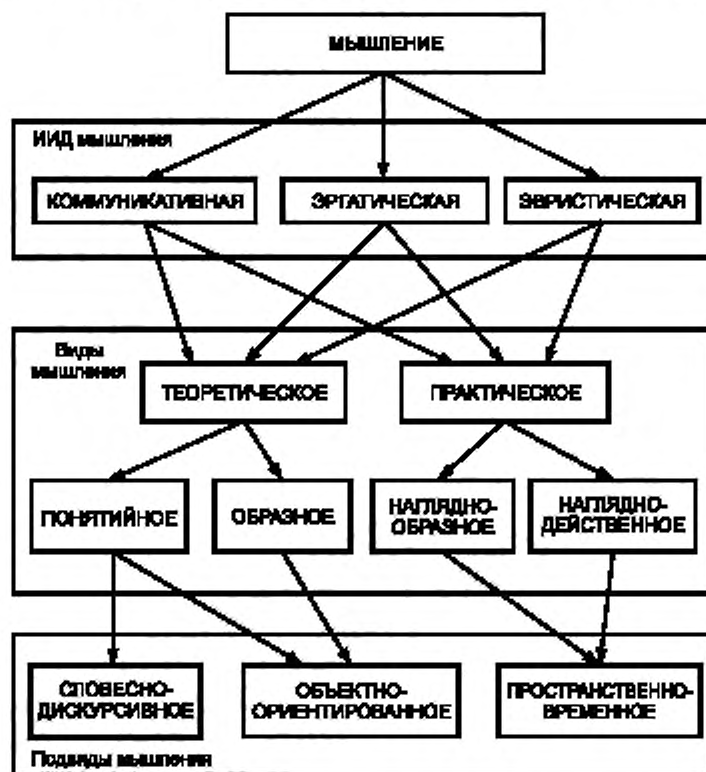 МЫШЛЕНИЕ
ИИД мышления
КОММУНИКАТИВНАЯ
ЭРГАТИЧЕСКАЯ
ЭВРИСТИЧЕСКАЯ
Виды
мышления
ТЕОРЕТИЧЕСКОЕ
ПРАКТИЧЕСКОЕ
ПОНЯТИЙНОЕ
ОБРАЗНОЕ
НАГЛЯДНО-
ОБРАЗНОЕ
НАГЛЯДНО-
ДЕЙСТВЕННОЕ
СЛОВЕСНО-
ДИСКУРСИВНОЕ
ОБЪЕКТНО-
ОРИЕНТИРОВАННОЕ
ПРОСТРАНСТВЕННО-
ВРЕМЕННОЕ
Подвиды мышления